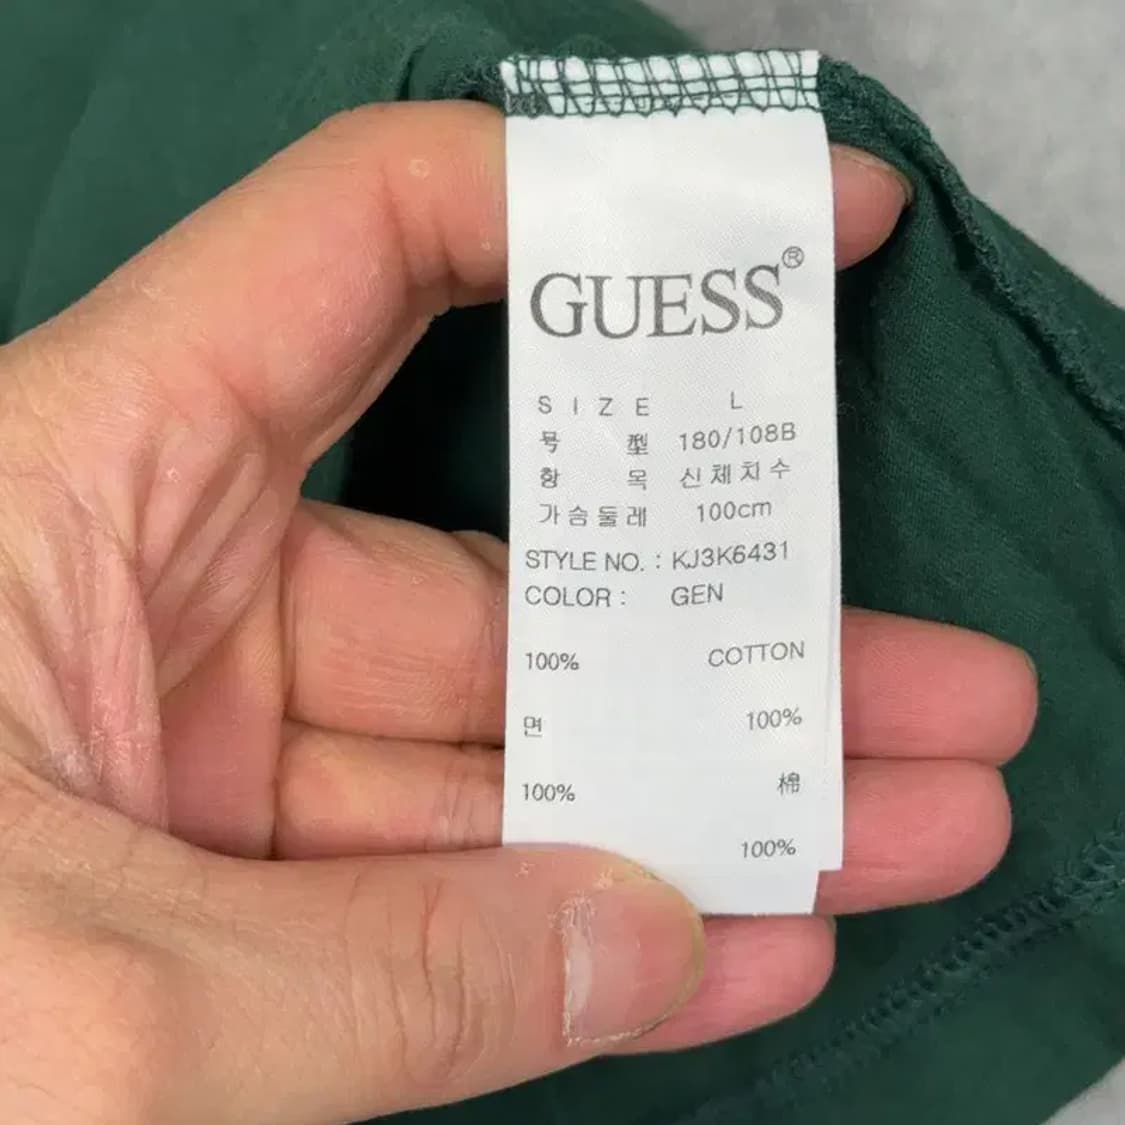 GUESS®
SIZE L
号型 180/108B
항목 신체치수
가슴둘레 100cm
STYLE NO. : KJ3K6431
COLOR : GEN
100% COTTON
면 100%
100% 棉
100%